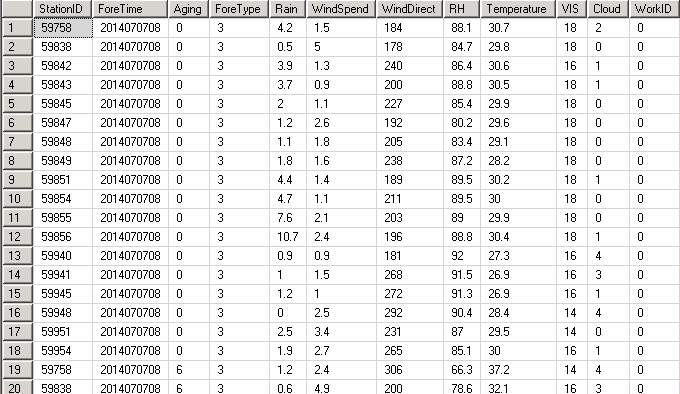 StationID ForeTime Aging ForeType Rain WindSpend WindDirect RH Temperature VIS Cloud WorkID
1 59758 2014070708 0 3 4.2 1.5 184 88.1 30.7 18 2 0
2 59838 2014070708 0 3 0.5 5 178 84.7 29.8 18 0 0
3 59842 2014070708 0 3 3.9 1.3 240 86.4 30.6 16 1 0
4 59843 2014070708 0 3 3.7 0.9 200 88.8 30.5 18 1 0
5 59845 2014070708 0 3 2 1.1 227 85.4 29.9 18 0 0
6 59847 2014070708 0 3 1.2 2.6 192 80.2 29.6 18 0 0
7 59848 2014070708 0 3 1.1 1.8 205 83.4 29.1 18 0 0
8 59849 2014070708 0 3 1.8 1.6 238 87.2 28.2 18 0 0
9 59851 2014070708 0 3 4.4 1.4 189 89.5 30.2 18 1 0
10 59854 2014070708 0 3 4.7 1.1 211 89.5 30 18 0 0
11 59855 2014070708 0 3 7.6 2.1 203 89 29.9 18 0 0
12 59856 2014070708 0 3 10.7 2.4 196 88.8 30.4 18 1 0
13 59940 2014070708 0 3 0.9 0.9 181 92 27.3 16 4 0
14 59941 2014070708 0 3 1 1.5 268 91.5 26.9 16 3 0
15 59945 2014070708 0 3 1.2 1 272 91.3 26.9 16 1 0
16 59948 2014070708 0 3 0 2.5 292 90.4 28.4 14 4 0
17 59951 2014070708 0 3 2.5 3.4 231 87 29.5 14 0 0
18 59954 2014070708 0 3 1.9 2.7 265 85.1 30 16 1 0
19 59758 2014070708 6 3 1.2 2.4 306 66.3 37.2 14 4 0
20 59838 2014070708 6 3 0.6 4.9 200 78.6 32.1 16 3 0